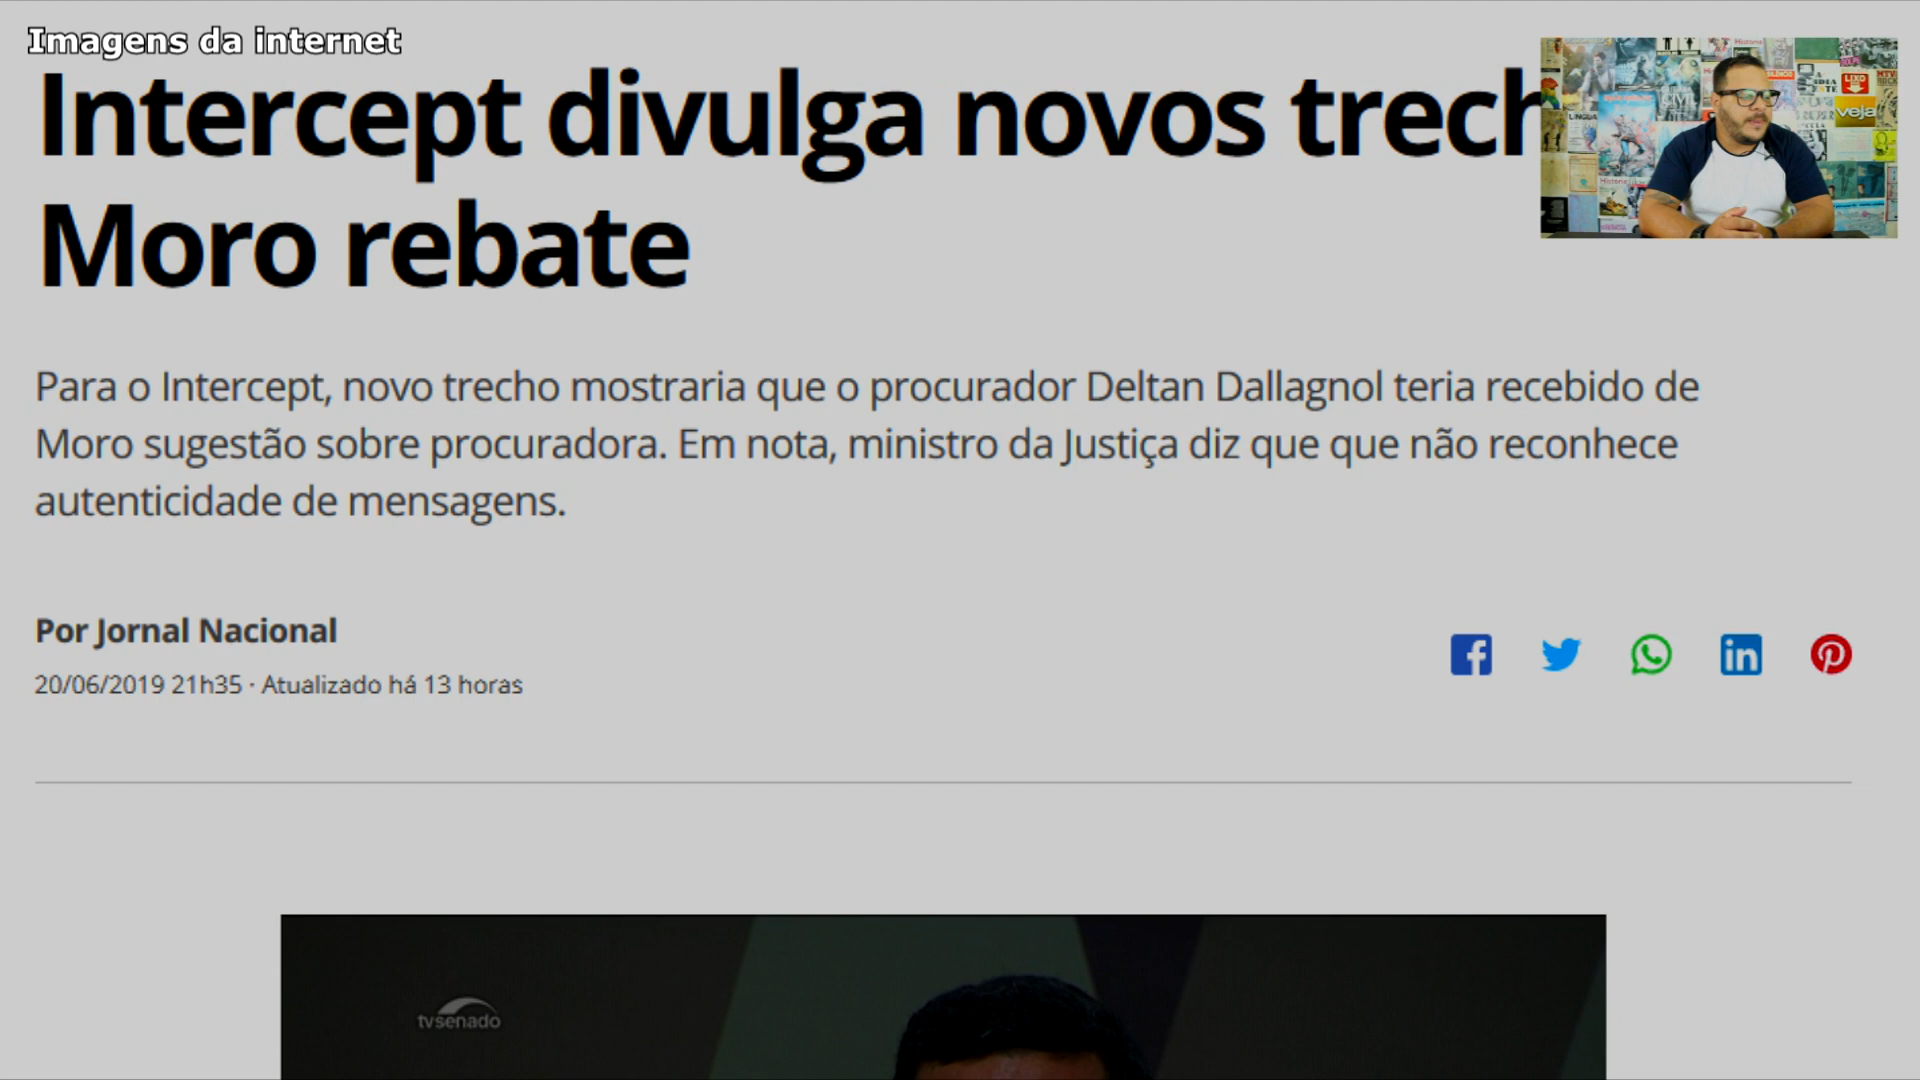 Imagens da internet
Intercept divulga novos trech
Moro rebate
Para o Intercept, novo trecho mostraria que o procurador Deltan Dallagnol teria recebido de
Moro sugestão sobre procuradora. Em nota, ministro da Justiça diz que que não reconhece
autenticidade de mensagens.
Por Jornal Nacional
20/06/2019 21h35 · Atualizado há 13 horas
tvsenado
LIXO
veja